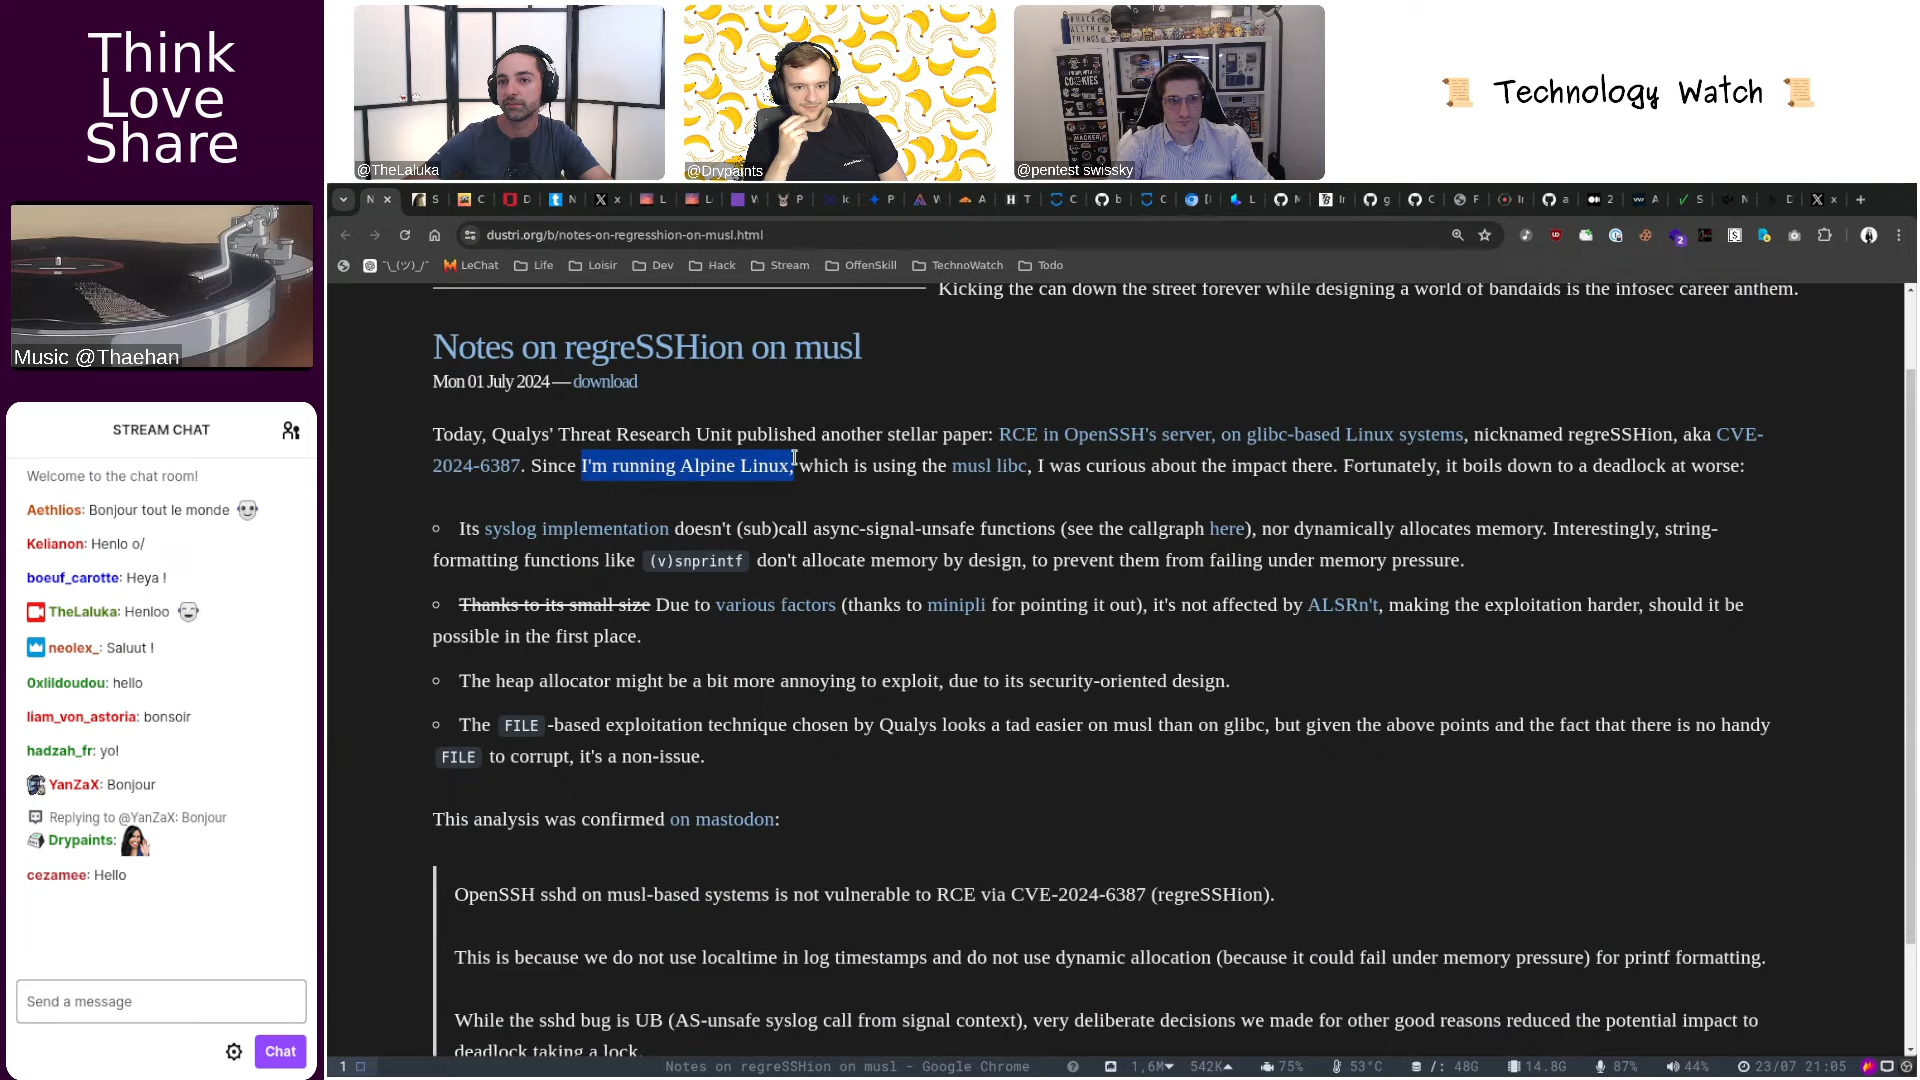 Think
Love
Share
Music @Thaehan
STREAM CHAT
Welcome to the chat room!
Aethlios: Bonjour tout le monde
Kelianon: Henlo o/
boeuf_carotte: Heya !
TheLaluka: Henloo
neolex_: Saluut !
0xlildoudou: hello
liam_von_astoria: bonsoir
hadzah_fr: yo!
YanZaX: Bonjour
Replying to @YanZaX: Bonjour
Drypaints:
cezamee: Hello
Send a message
Chat
@TheLaluka
@Drypaints
@pentest swissky
📜 Technology Watch 📜
dustri.org/b/notes-on-regresshion-on-musl.html
¯\_(ツ)_/¯ LeChat Life Loisir Dev Hack Stream OffenSkill TechnoWatch Todo
Kicking the can down the street forever while designing a world of bandaids is the infosec career anthem.
Notes on regreSSHion on musl
Mon 01 July 2024 — download
Today, Qualys' Threat Research Unit published another stellar paper: RCE in OpenSSH's server, on glibc-based Linux systems, nicknamed regreSSHion, aka CVE-
2024-6387. Since I'm running Alpine Linux, which is using the musl libc, I was curious about the impact there. Fortunately, it boils down to a deadlock at worse:
Its syslog implementation doesn't (sub)call async-signal-unsafe functions (see the callgraph here), nor dynamically allocates memory. Interestingly, string-
formatting functions like (v)snprintf don't allocate memory by design, to prevent them from failing under memory pressure.
Thanks to its small size Due to various factors (thanks to minipli for pointing it out), it's not affected by ALSRn't, making the exploitation harder, should it be
possible in the first place.
The heap allocator might be a bit more annoying to exploit, due to its security-oriented design.
The FILE -based exploitation technique chosen by Qualys looks a tad easier on musl than on glibc, but given the above points and the fact that there is no handy
FILE to corrupt, it's a non-issue.
This analysis was confirmed on mastodon:
OpenSSH sshd on musl-based systems is not vulnerable to RCE via CVE-2024-6387 (regreSSHion).
This is because we do not use localtime in log timestamps and do not use dynamic allocation (because it could fail under memory pressure) for printf formatting.
While the sshd bug is UB (AS-unsafe syslog call from signal context), very deliberate decisions we made for other good reasons reduced the potential impact to
deadlock taking a lock.
1 Notes on regreSSHion on musl - Google Chrome 1,6M 542K 75% 53°C /: 48G 14.8G 87% 44% 23/07 21:05